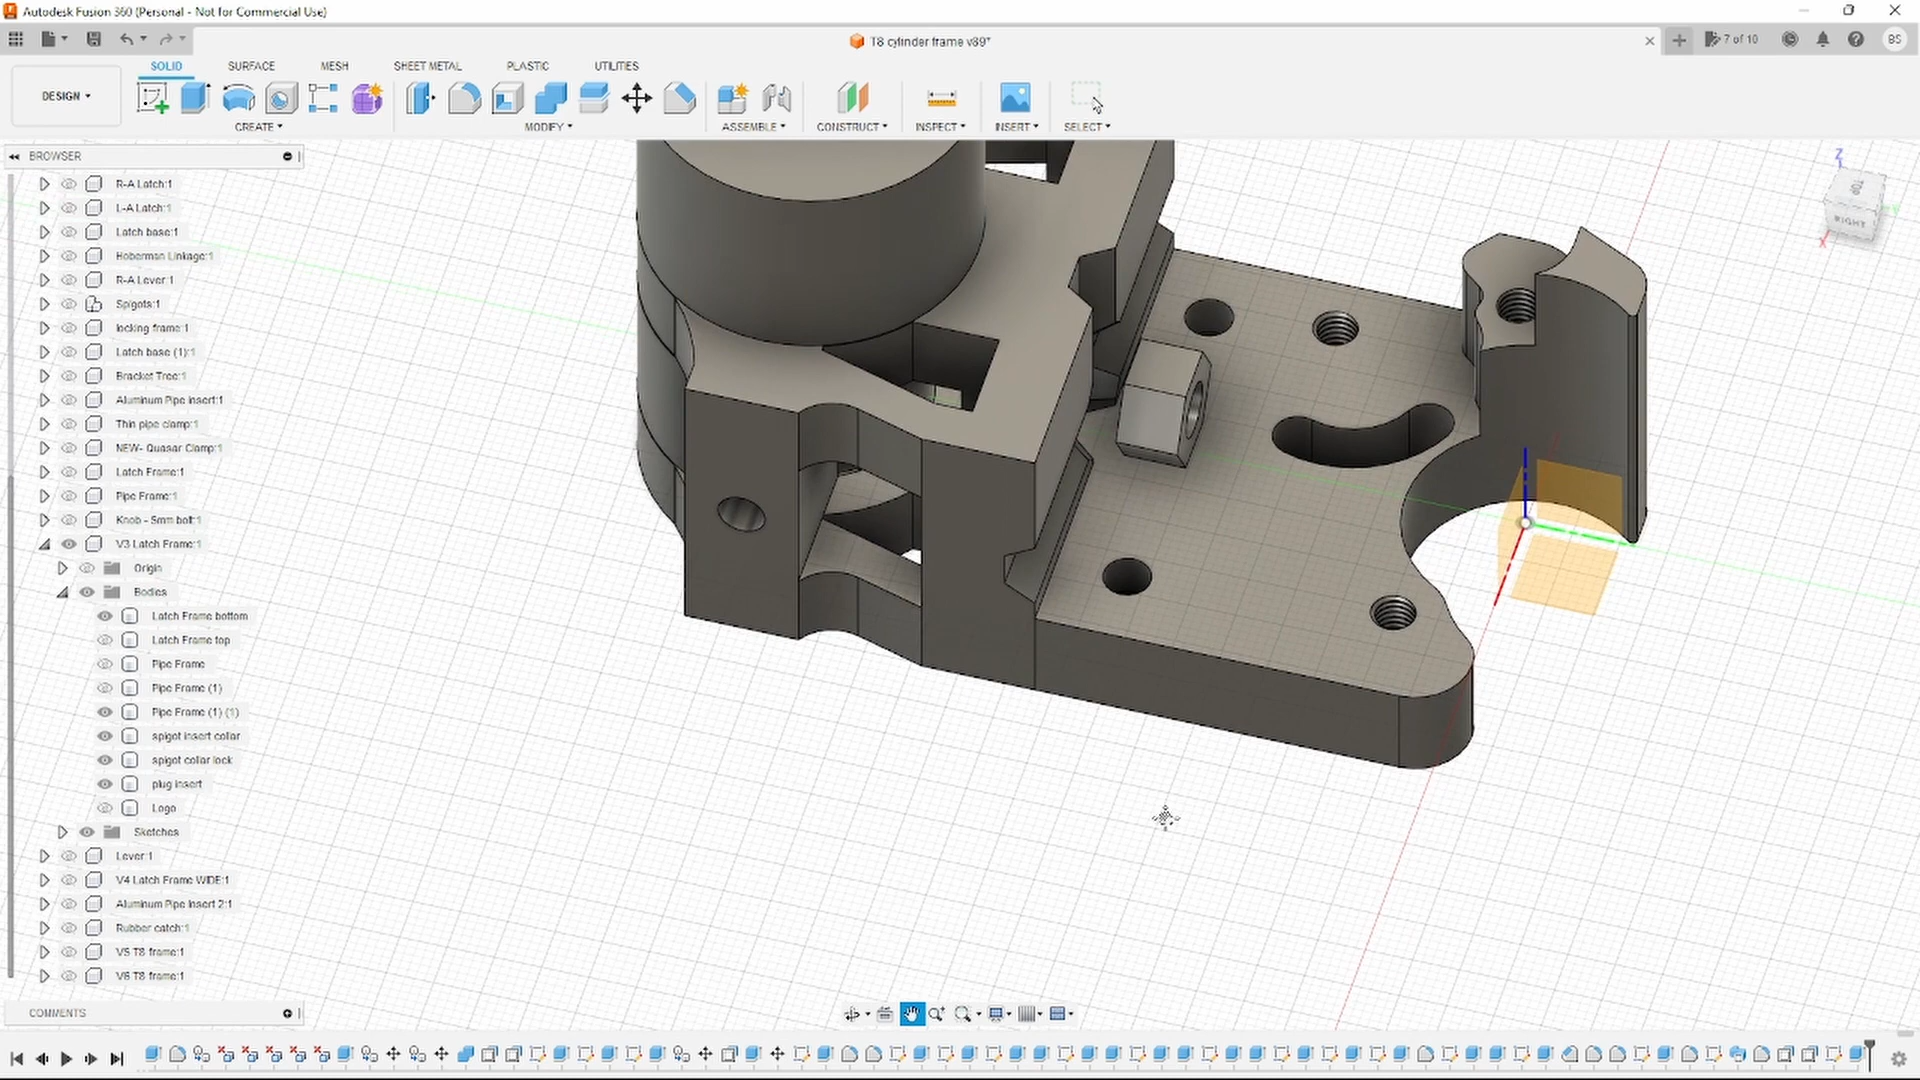 Autodesk Fusion 360 (Personal - Not for Commercial Use)
T8 cylinder frame v89*
7 of 10
BS
DESIGN
SOLID
SURFACE
MESH
SHEET METAL
PLASTIC
UTILITIES
CREATE
MODIFY
ASSEMBLE
CONSTRUCT
INSPECT
INSERT
SELECT
BROWSER
R-A Latch:1
L-A Latch:1
Latch base:1
Hoberman Linkage:1
R-A Lever:1
Spigots:1
locking frame:1
Latch base (1):1
Bracket Tree:1
Aluminum Pipe insert:1
Thin pipe clamp:1
NEW- Quasar Clamp:1
Latch Frame:1
Pipe Frame:1
Knob - 5mm bolt:1
V3 Latch Frame:1
Origin
Bodies
Latch Frame bottom
Latch Frame top
Pipe Frame
Pipe Frame (1)
Pipe Frame (1) (1)
spigot insert collar
spigot collar lock
plug insert
Logo
Sketches
Lever:1
V4 Latch Frame WIDE:1
Aluminum Pipe Insert 2:1
Rubber catch:1
V5 T8 frame:1
V6 T8 frame:1
COMMENTS
Z
TOP
RIGHT
X